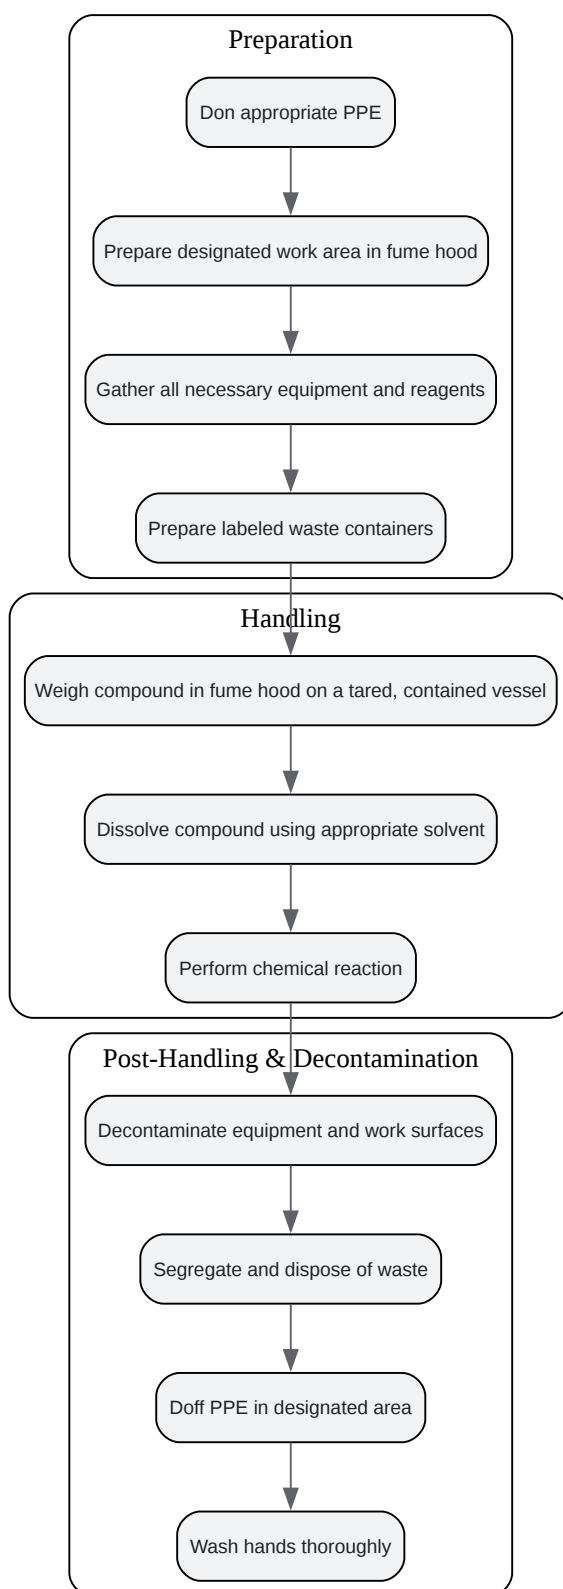 Preparation
Don appropriate PPE
Prepare designated work area in fume hood
Gather all necessary equipment and reagents
Prepare labeled waste containers
Handling
Weigh compound in fume hood on a tared, contained vessel
Dissolve compound using appropriate solvent
Perform chemical reaction
Post-Handling & Decontamination
Decontaminate equipment and work surfaces
Segregate and dispose of waste
Doff PPE in designated area
Wash hands thoroughly